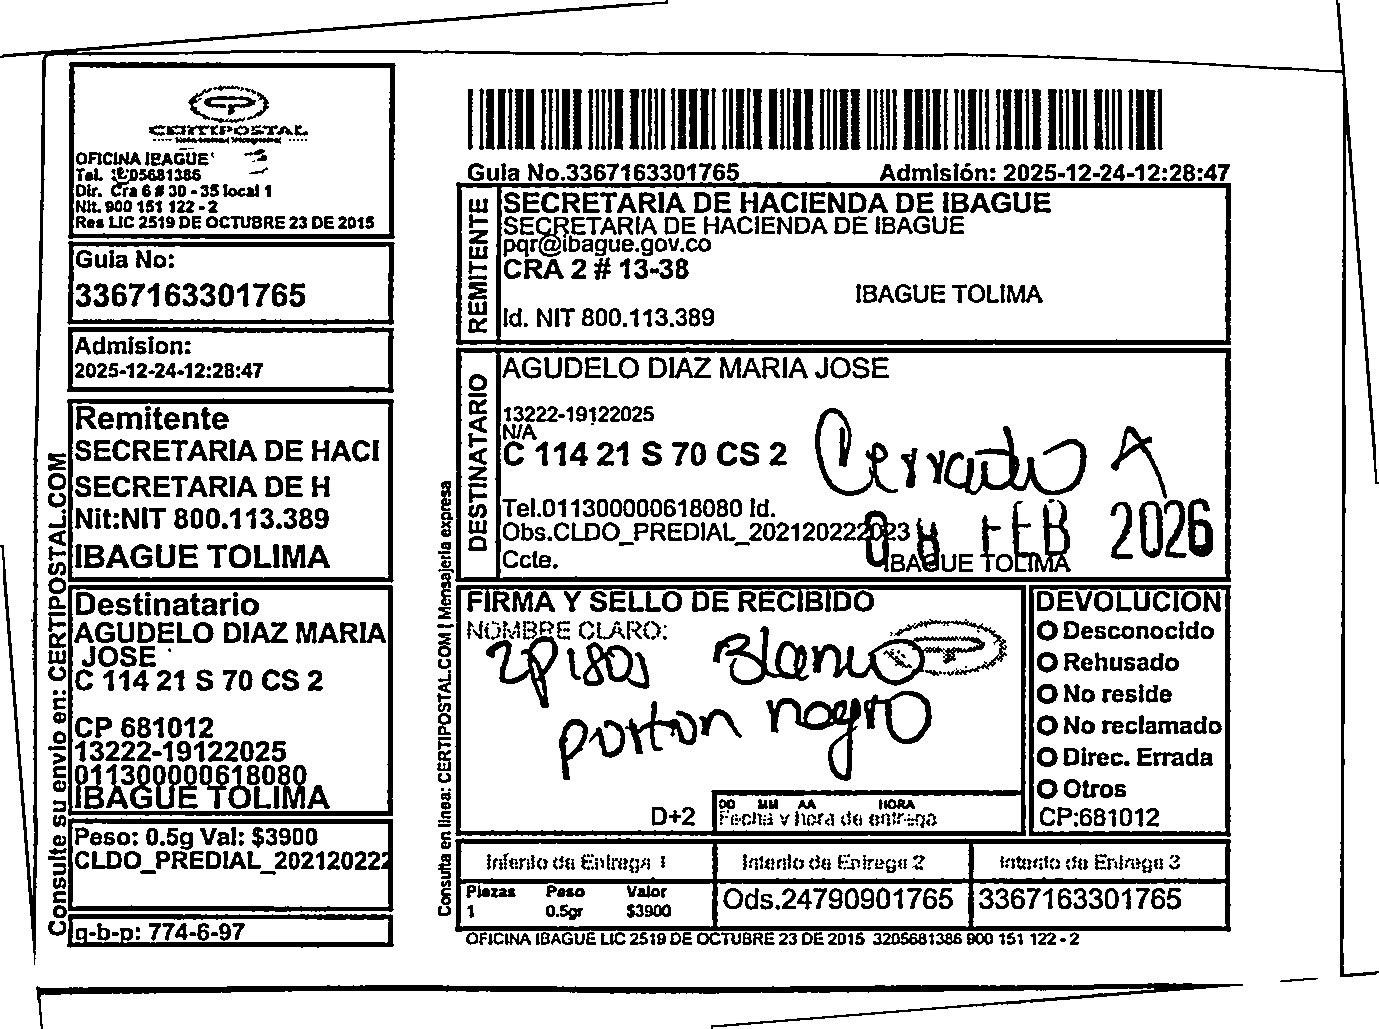 CERTIPOSTAL
OFICINA IBAGUE
Tel. 3205681386
Dir. Cra 6 # 30 - 35 local 1
Nit. 900 151 122 - 2
Res LIC 2519 DE OCTUBRE 23 DE 2015
Guia No:
3367163301765
Admision:
2025-12-24-12:28:47
Remitente
SECRETARIA DE HACI
SECRETARIA DE H
Nit:NIT 800.113.389
IBAGUE TOLIMA
Destinatario
AGUDELO DIAZ MARIA
JOSE
C 114 21 S 70 CS 2
CP 681012
13222-19122025
011300000618080
IBAGUE TOLIMA
Peso: 0.5g Val: $3900
CLDO_PREDIAL_202120222
q-b-p: 774-6-97
Consulte su envio en: CERTIPOSTAL.COM
Guia No.3367163301765 Admisión: 2025-12-24-12:28:47
REMITENTE
SECRETARIA DE HACIENDA DE IBAGUE
SECRETARIA DE HACIENDA DE IBAGUE
pqr@ibague.gov.co
CRA 2 # 13-38
IBAGUE TOLIMA
Id. NIT 800.113.389
DESTINATARIO
AGUDELO DIAZ MARIA JOSE
13222-19122025
N/A
C 114 21 S 70 CS 2
Cerrado A
Tel.011300000618080 Id.
Obs.CLDO_PREDIAL_202120222023
04 FEB 2026
Ccte.
IBAGUE TOLIMA
FIRMA Y SELLO DE RECIBIDO
NOMBRE CLARO:
2pisos Blanco
porton negro
D+2
DD MM AA HORA
Fecha y hora de entrega
DEVOLUCION
Desconocido
Rehusado
No reside
No reclamado
Direc. Errada
Otros
CP:681012
Intento de Entrega 1
Intento de Entrega 2
Intento de Entrega 3
Piezas Peso Valor
1 0.5gr $3900
Ods.24790901765
3367163301765
OFICINA IBAGUE LIC 2519 DE OCTUBRE 23 DE 2015 3205681386 900 151 122 - 2
Consulta en linea: CERTIPOSTAL.COM | Mensajeria expresa